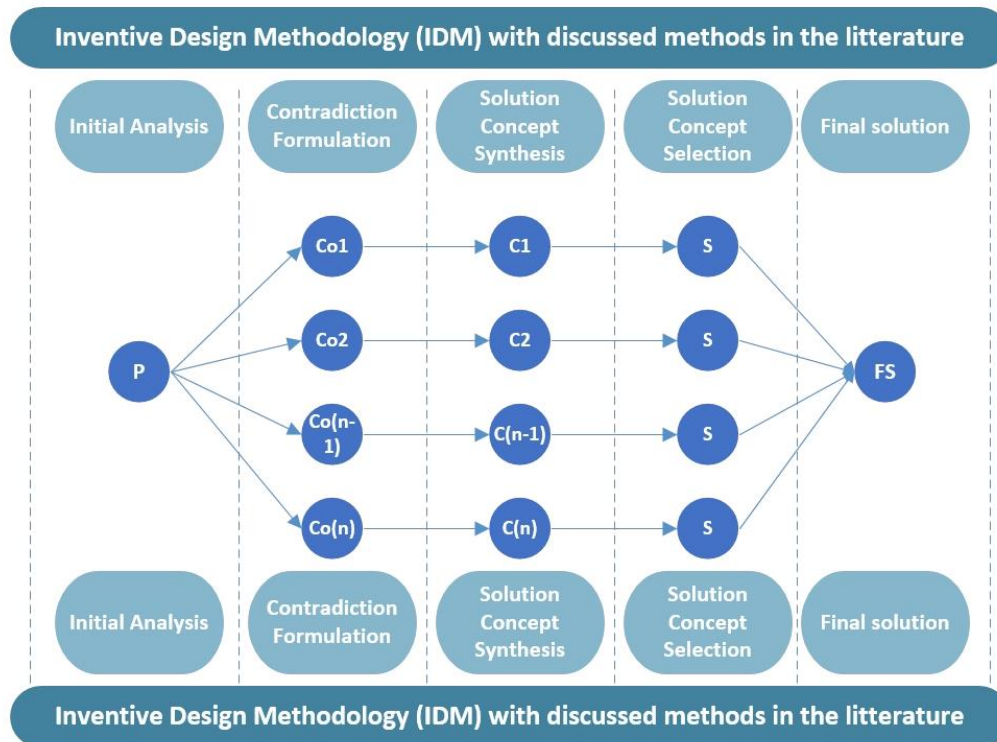 Inventive Design Methodology (IDM) with discussed methods in the litterature
Initial Analysis
Contradiction
Formulation
Solution
Concept
Synthesis
Solution
Concept
Selection
Final solution
Co1
C1
S
Co2
C2
S
P
FS
Co(n-
1)
C(n-1)
S
Co(n)
C(n)
S
Initial Analysis
Contradiction
Formulation
Solution
Concept
Synthesis
Solution
Concept
Selection
Final solution
Inventive Design Methodology (IDM) with discussed methods in the litterature